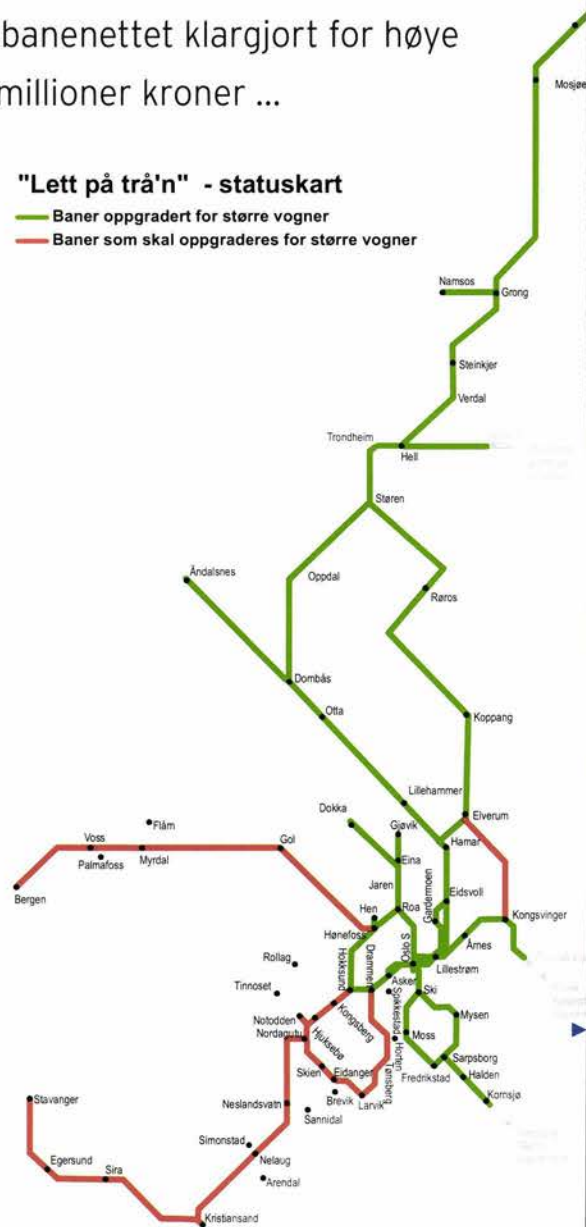 banenettet klargjort for høye
millioner kroner ...
"Lett på trå'n" - statuskart
Baner oppgradert for større vogner
Baner som skal oppgraderes for større vogner
Mosjøe
Namsos
Grong
Steinkjer
Verdal
Trondheim
Hell
Støren
Åndalsnes
Oppdal
Røros
Dombås
Otta
Koppang
Lillehammer
Dokka
Gjøvik
Elverum
Hamar
Flåm
Voss
Palmafoss
Myrdal
Gol
Bergen
Eina
Jaren
Gardermoen
Eidsvoll
Hen
Roa
Kongsvinger
Hønefoss
Årnes
Oslo S
Lillestrøm
Rollag
Hokksund
Drammen
Asker
Ski
Tinnoset
Spikkestad
Mysen
Notodden
Kongsberg
Nordagutu
Hjuksebø
Moss
Horten
Tønsberg
Sarpsborg
Skien
Eidanger
Fredrikstad
Halden
Brevik
Larvik
Kornsjø
Stavanger
Neslandsvatn
Sannidal
Simonstad
Nelaug
Egersund
Sira
Arendal
Kristiansand